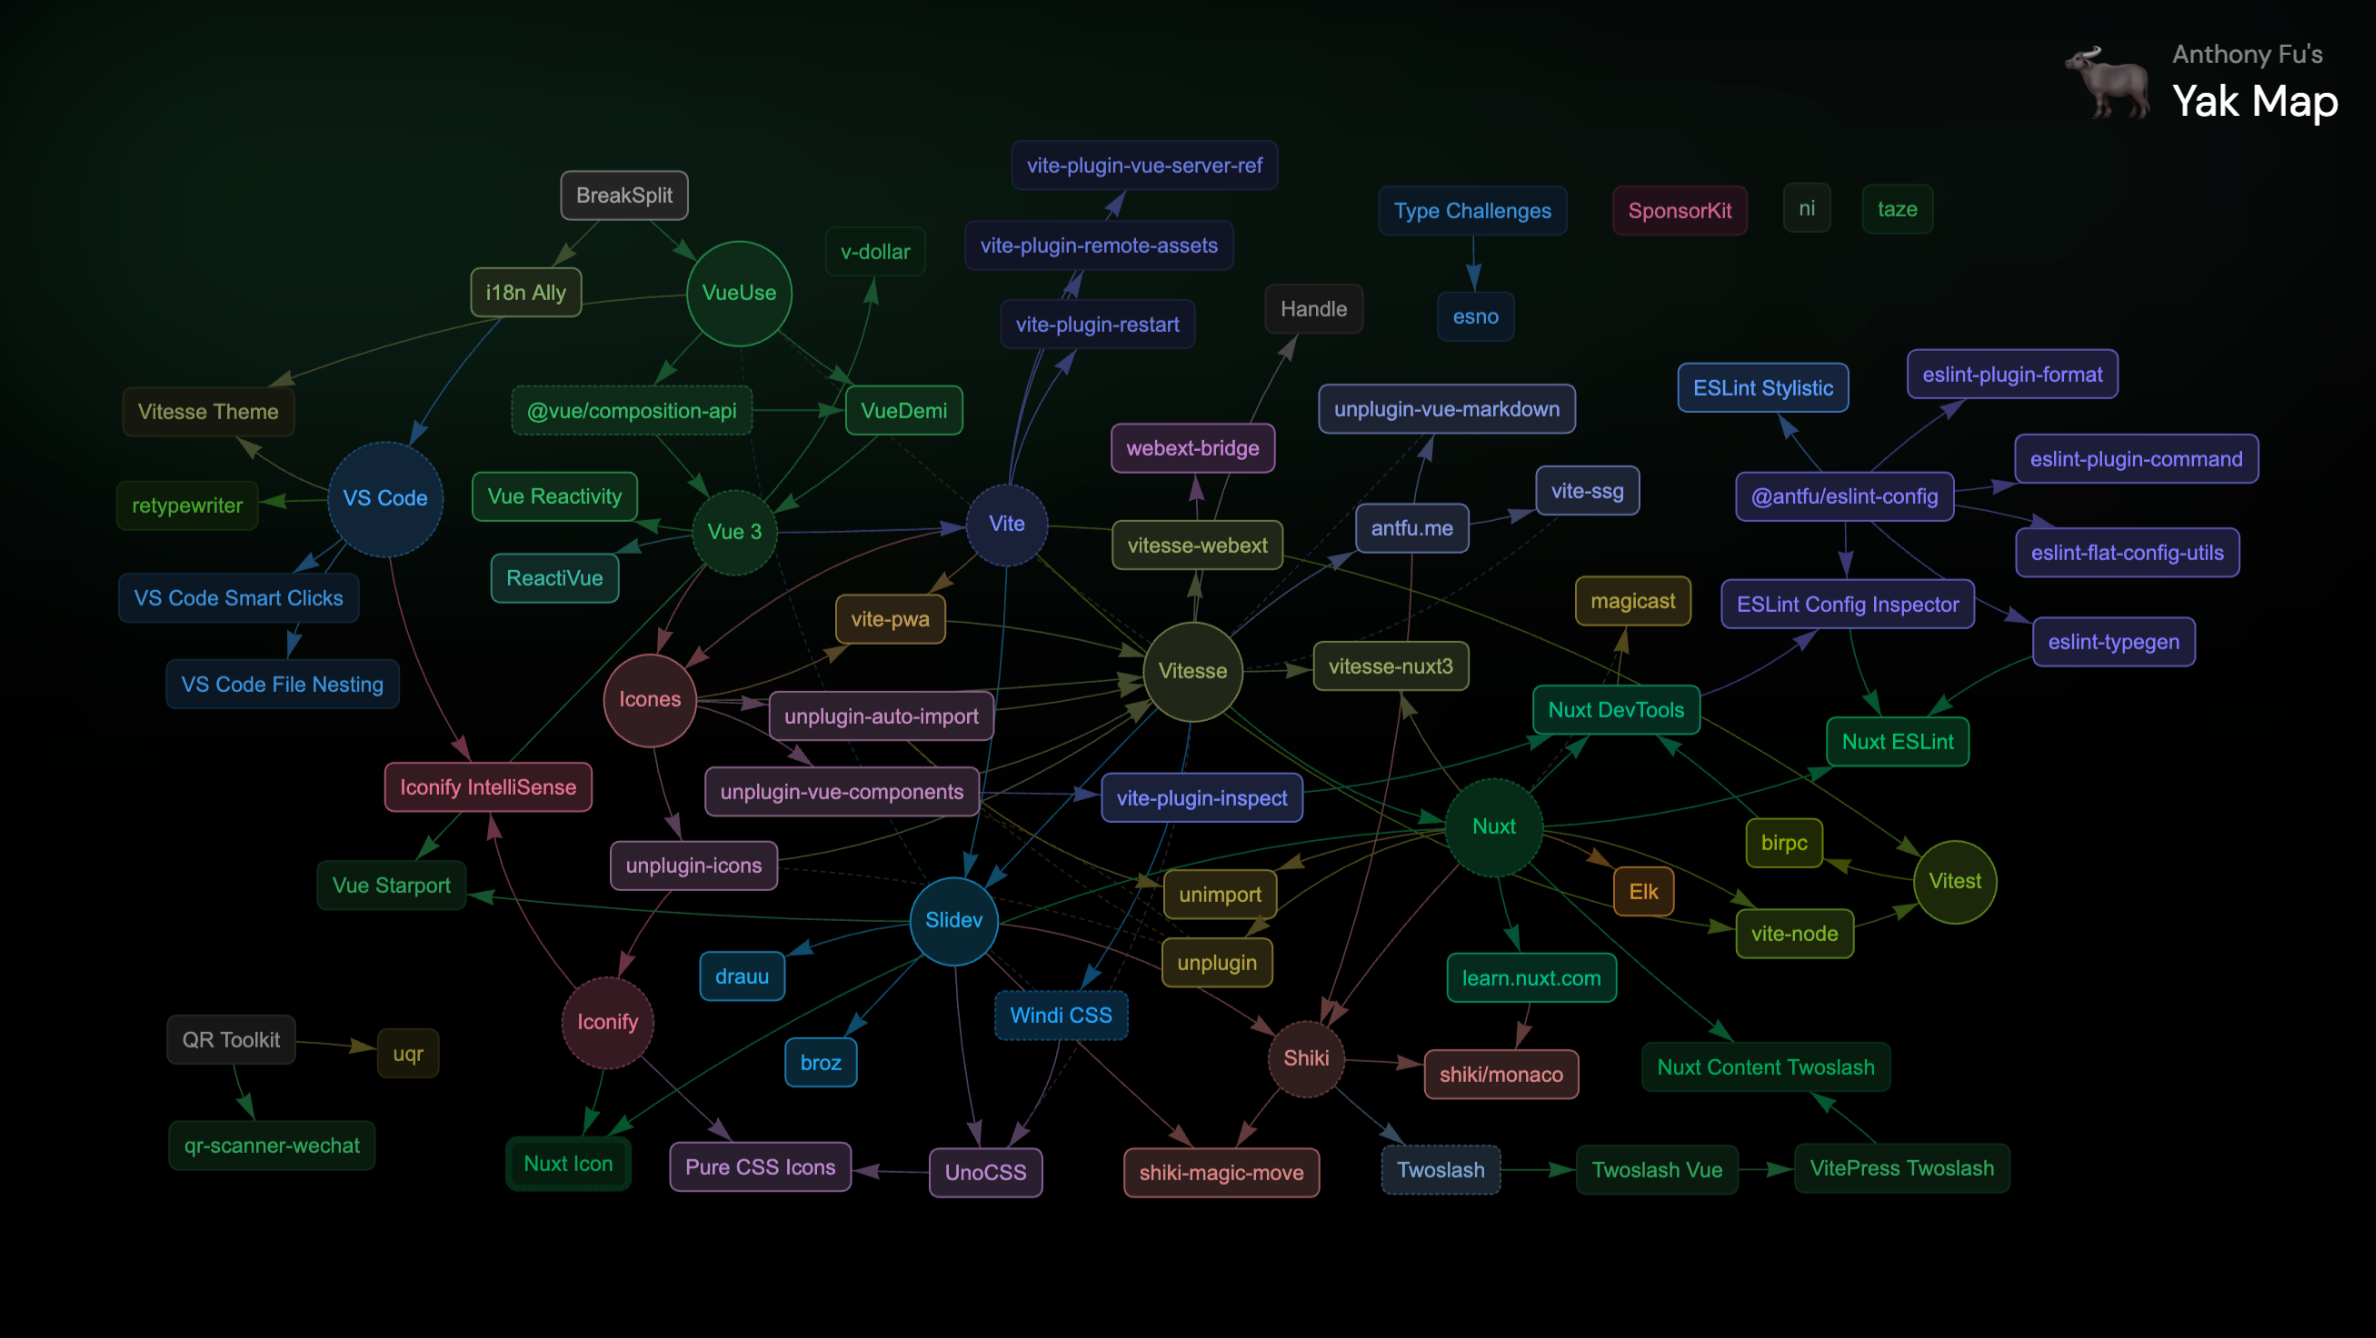 Anthony Fu's
Yak Map
vite-plugin-vue-server-ref
BreakSplit
Type Challenges
SponsorKit
ni
taze
vite-plugin-remote-assets
v-dollar
i18n Ally
VueUse
Handle
esno
vite-plugin-restart
eslint-plugin-format
ESLint Stylistic
Vitesse Theme
@vue/composition-api
VueDemi
unplugin-vue-markdown
webext-bridge
eslint-plugin-command
VS Code
Vue Reactivity
vite-ssg
@antfu/eslint-config
retypewriter
Vue 3
Vite
antfu.me
vitesse-webext
eslint-flat-config-utils
ReactiVue
VS Code Smart Clicks
vite-pwa
magicast
ESLint Config Inspector
eslint-typegen
VS Code File Nesting
Icones
Vitesse
vitesse-nuxt3
unplugin-auto-import
Nuxt DevTools
Nuxt ESLint
Iconify IntelliSense
unplugin-vue-components
vite-plugin-inspect
Nuxt
birpc
unplugin-icons
Vue Starport
unimport
Elk
Vitest
Slidev
vite-node
drauu
unplugin
learn.nuxt.com
Iconify
Windi CSS
QR Toolkit
uqr
broz
Shiki
shiki/monaco
Nuxt Content Twoslash
qr-scanner-wechat
Nuxt Icon
Pure CSS Icons
UnoCSS
shiki-magic-move
Twoslash
Twoslash Vue
VitePress Twoslash